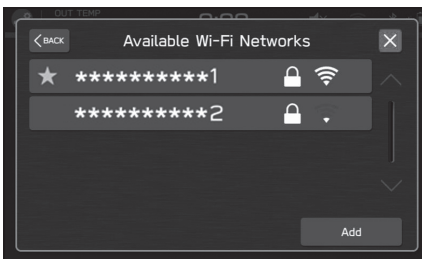 OUT TEMP
BACK
Available Wi-Fi Networks
**********1
**********2
Add